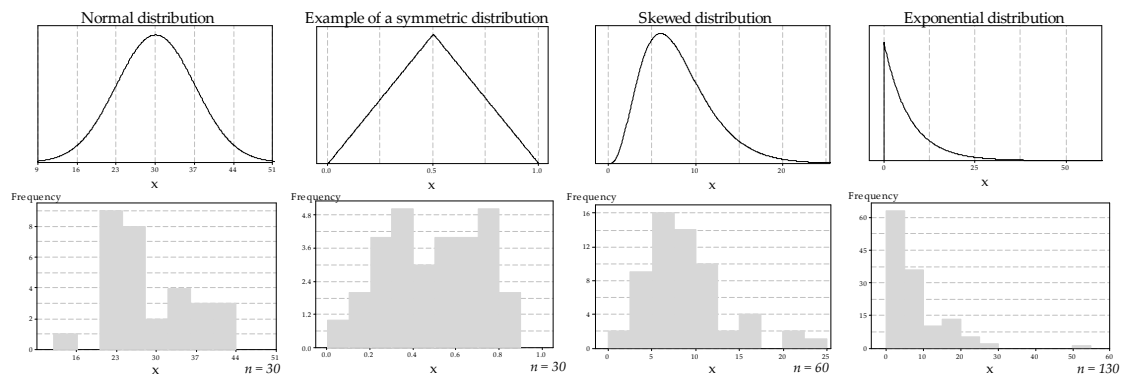 Normal distribution
Example of a symmetric distribution
Skewed distribution
Exponential distribution
9 16 23 30 37 44 51
0.0 0.5 1.0
0 10 20
0 25 50
x
x
x
x
Frequency
Frequency
Frequency
Frequency
8
6
4
2
0
4.8
3.6
2.4
1.2
0.0
16
12
8
4
0
60
45
30
15
0
16 23 30 37 44 51
0.0 0.2 0.4 0.6 0.8 1.0
0 5 10 15 20 25
0 10 20 30 40 50 60
x
n = 30
x
n = 30
x
n = 60
x
n = 130